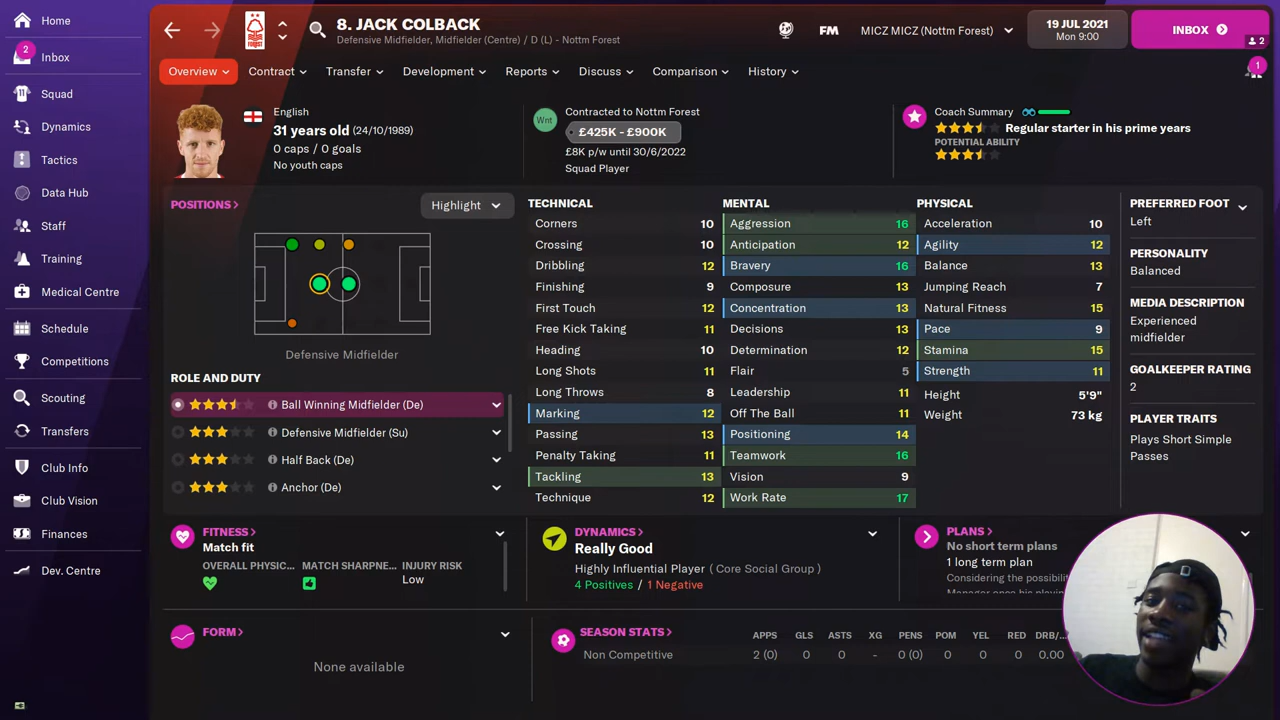 Home
2
Inbox
Squad
Dynamics
Tactics
Data Hub
Staff
Training
Medical Centre
Schedule
Competitions
Scouting
Transfers
Club Info
Club Vision
Finances
Dev. Centre
8. JACK COLBACK
Defensive Midfielder, Midfielder (Centre) / D (L) - Nottm Forest
FM
MICZ MICZ (Nottm Forest)
19 JUL 2021
Mon 9:00
INBOX
2
Overview
Contract
Transfer
Development
Reports
Discuss
Comparison
History
1
English
31 years old (24/10/1989)
0 caps / 0 goals
No youth caps
Wnt
Contracted to Nottm Forest
£425K - £900K
£8K p/w until 30/6/2022
Squad Player
Coach Summary
Regular starter in his prime years
POTENTIAL ABILITY
POSITIONS
Highlight
Defensive Midfielder
ROLE AND DUTY
Ball Winning Midfielder (De)
Defensive Midfielder (Su)
Half Back (De)
Anchor (De)
TECHNICAL
Corners 10
Crossing 10
Dribbling 12
Finishing 9
First Touch 12
Free Kick Taking 11
Heading 10
Long Shots 11
Long Throws 8
Marking 12
Passing 13
Penalty Taking 11
Tackling 13
Technique 12
MENTAL
Aggression 16
Anticipation 12
Bravery 16
Composure 13
Concentration 13
Decisions 13
Determination 12
Flair 5
Leadership 11
Off The Ball 11
Positioning 14
Teamwork 16
Vision 9
Work Rate 17
PHYSICAL
Acceleration 10
Agility 12
Balance 13
Jumping Reach 7
Natural Fitness 15
Pace 9
Stamina 15
Strength 11
Height 5'9"
Weight 73 kg
PREFERRED FOOT
Left
PERSONALITY
Balanced
MEDIA DESCRIPTION
Experienced
midfielder
GOALKEEPER RATING
2
PLAYER TRAITS
Plays Short Simple
Passes
FITNESS
Match fit
OVERALL PHYSIC...
MATCH SHARPNE...
INJURY RISK
Low
DYNAMICS
Really Good
Highly Influential Player ( Core Social Group )
4 Positives / 1 Negative
PLANS
No short term plans
1 long term plan
Considering the possibil
Manager once his playin
FORM
None available
SEASON STATS
APPS GLS ASTS XG PENS POM YEL RED DRB/...
Non Competitive 2 (0) 0 0 - 0 (0) 0 0 0 0.00